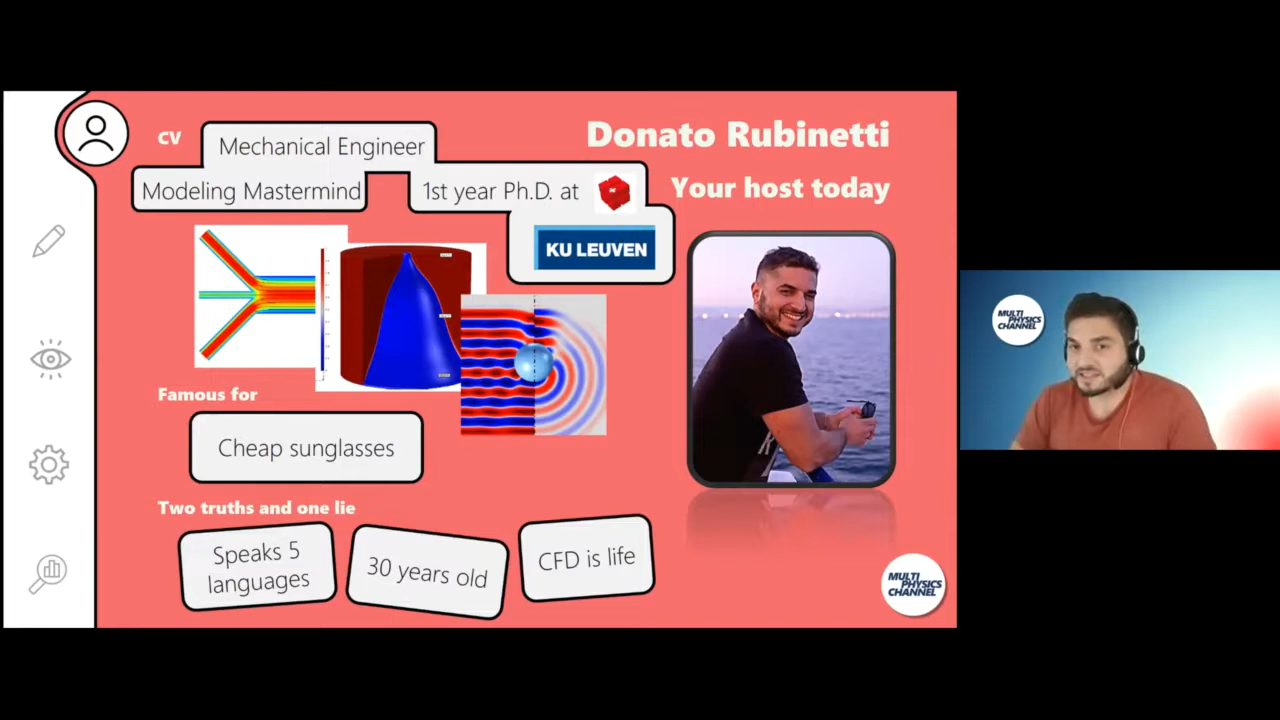 CV
Mechanical Engineer
Modeling Mastermind
1st year Ph.D. at
KU LEUVEN
Donato Rubinetti
Your host today
Famous for
Cheap sunglasses
Two truths and one lie
Speaks 5
languages
30 years old
CFD is life
MULTI
PHYSICS
CHANNEL
MULTI
PHYSICS
CHANNEL